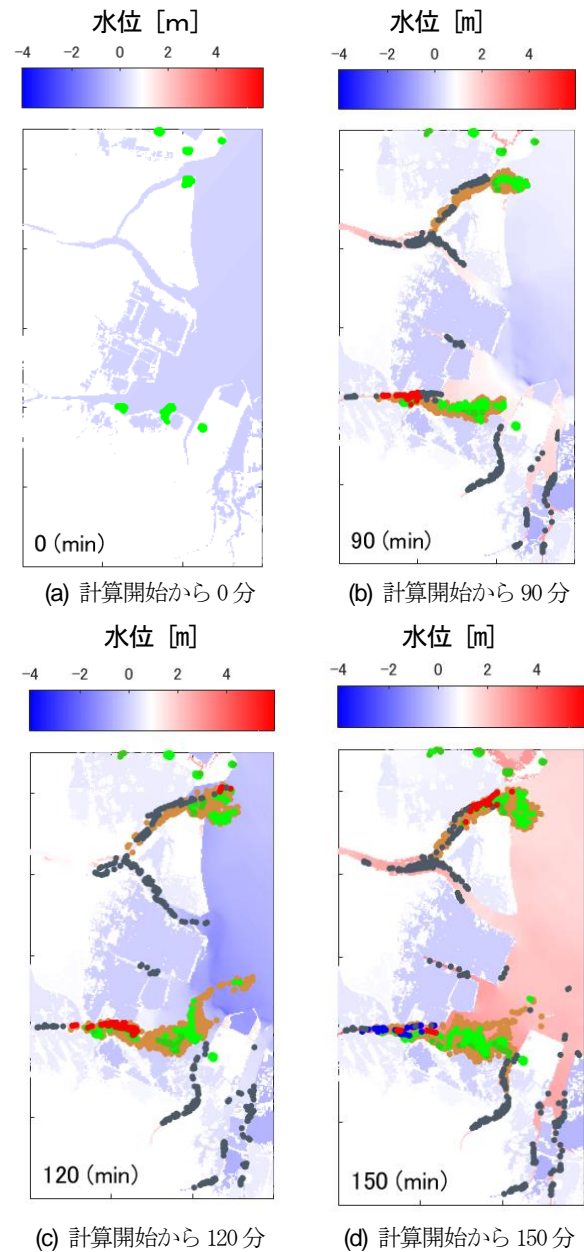 水位 [ｍ]
-4 -2 0 2 4
0 (min)
(a) 計算開始から 0 分
水位 [m]
-4 -2 0 2 4
90 (min)
(b) 計算開始から 90 分
水位 [m]
-4 -2 0 2 4
120 (min)
(c) 計算開始から 120 分
水位 [m]
-4 -2 0 2 4
150 (min)
(d) 計算開始から 150 分